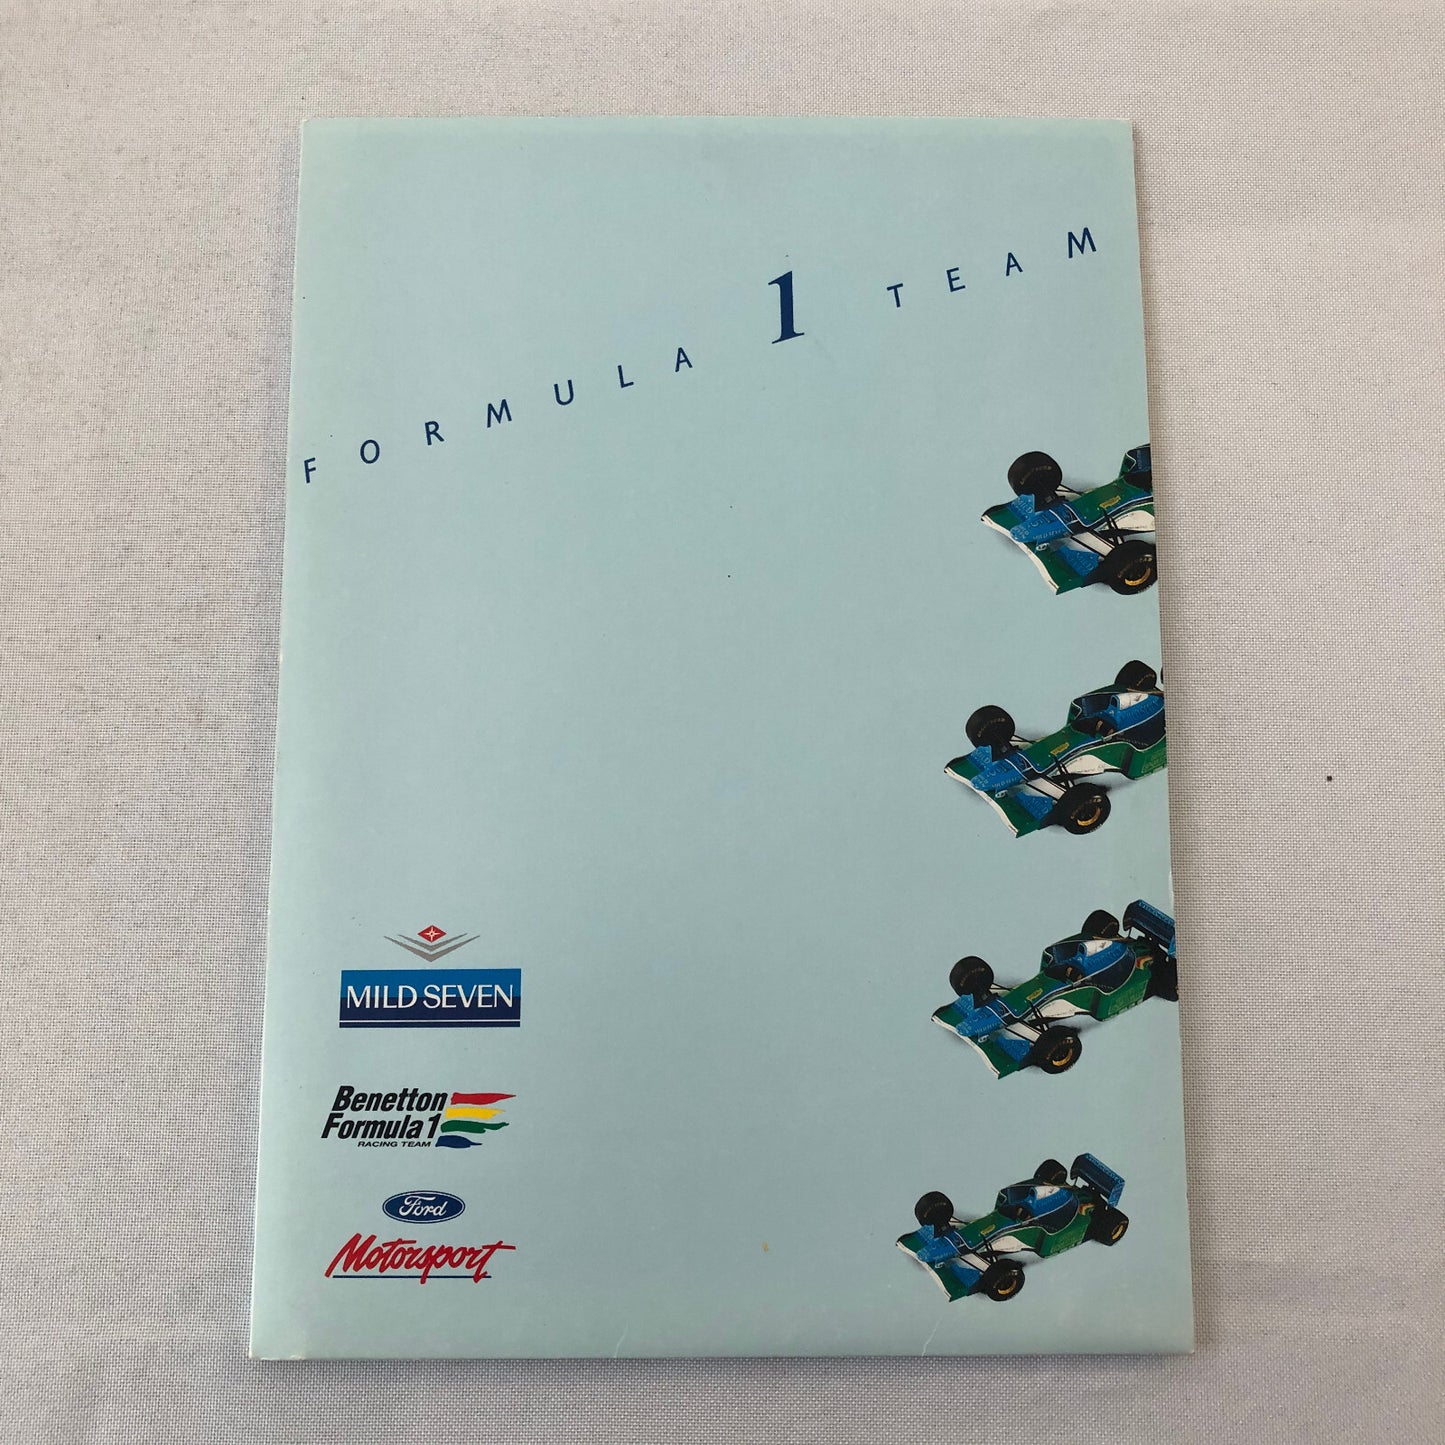 FORMULA 1 TEAM
MILD SEVEN
Benetton
Formula 1
RACING TEAM
Ford
Motorsport